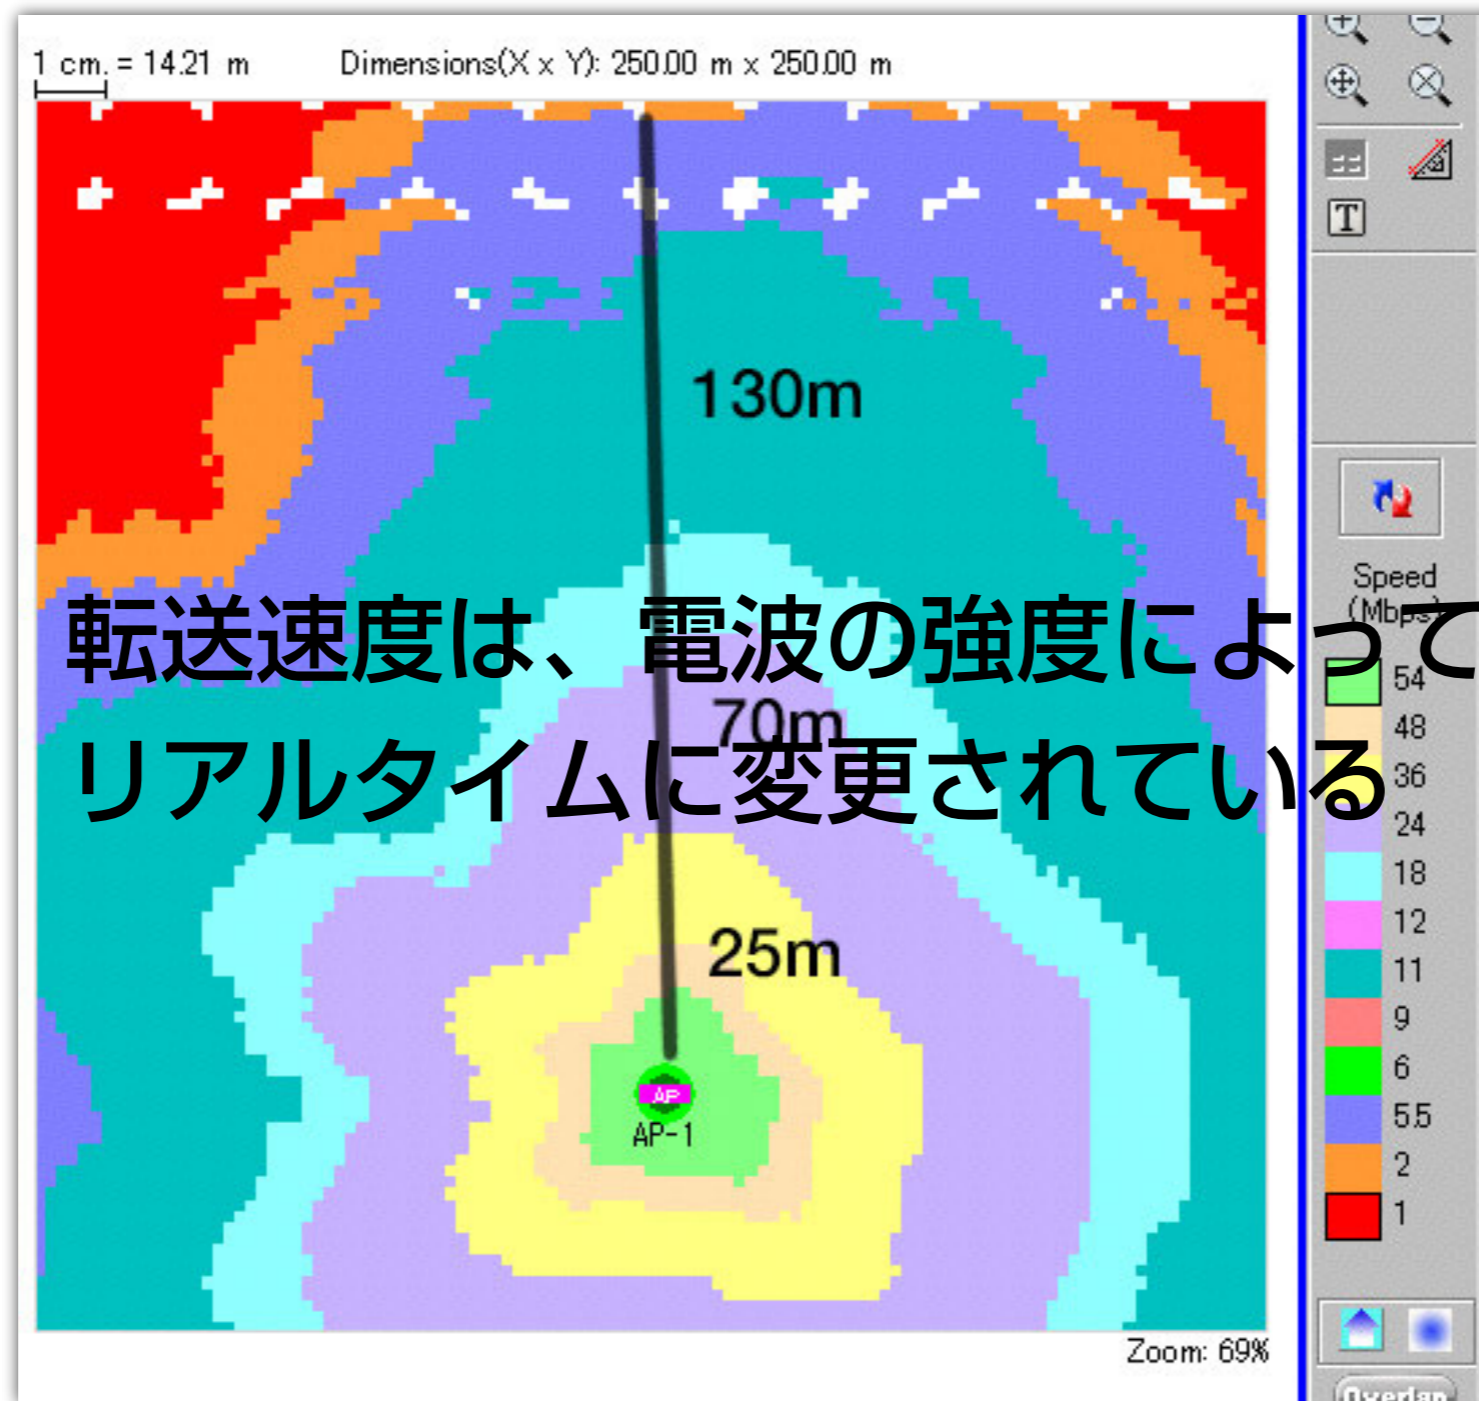 1 cm. = 14.21 m Dimensions(X x Y): 250.00 m x 250.00 m
130m
転送速度は、電波の強度によって
70m
リアルタイムに変更されている
25m
AP
AP-1
Zoom: 69%
T
Speed
(Mbps)
54
48
36
24
18
12
11
9
6
5.5
2
1
Overlap